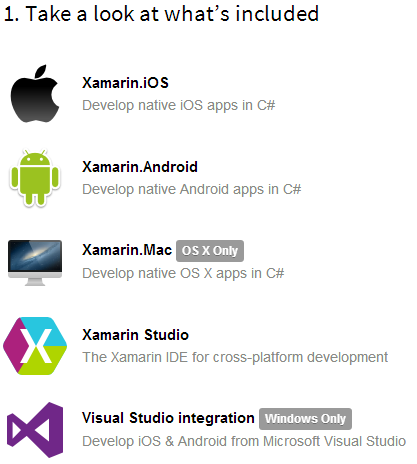 1. Take a look at what's included
Xamarin.iOS
Develop native iOS apps in C#
Xamarin.Android
Develop native Android apps in C#
Xamarin.Mac OS X Only
Develop native OS X apps in C#
Xamarin Studio
The Xamarin IDE for cross-platform development
Visual Studio integration Windows Only
Develop iOS & Android from Microsoft Visual Studio